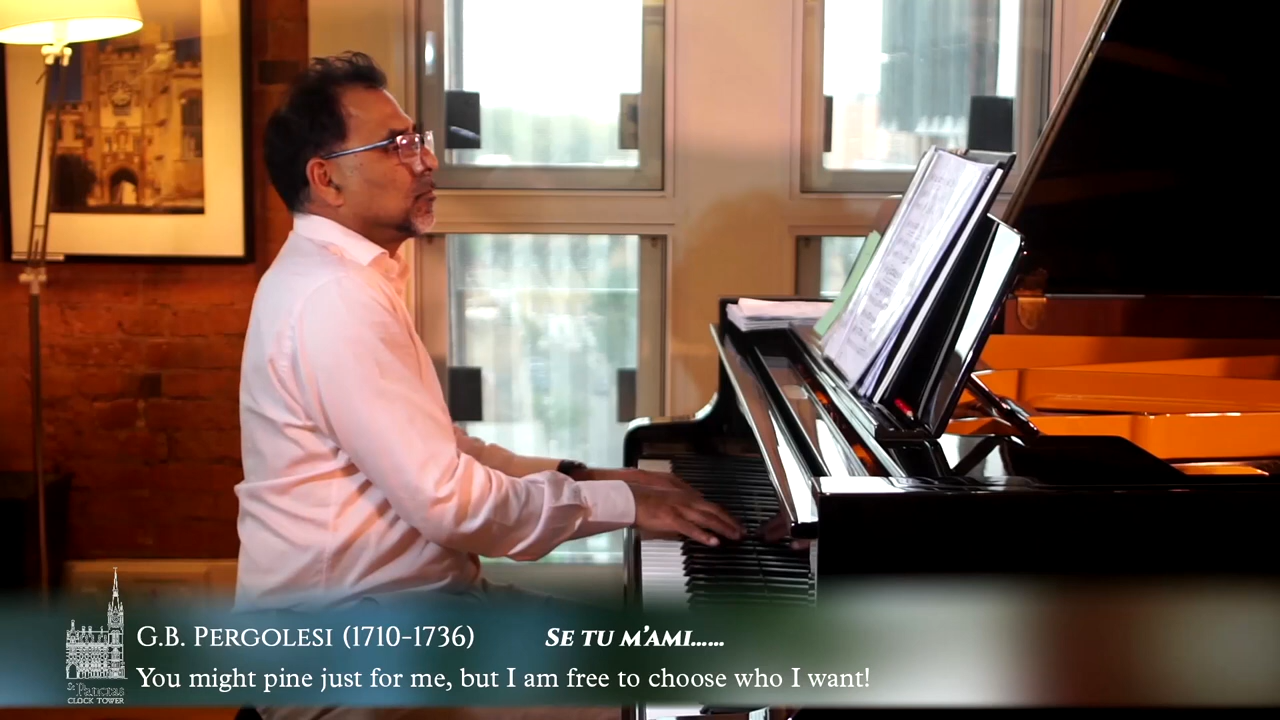 G.B. Pergolesi (1710-1736) Se tu m'ami......
You might pine just for me, but I am free to choose who I want!
St Pancras
CLOCK TOWER